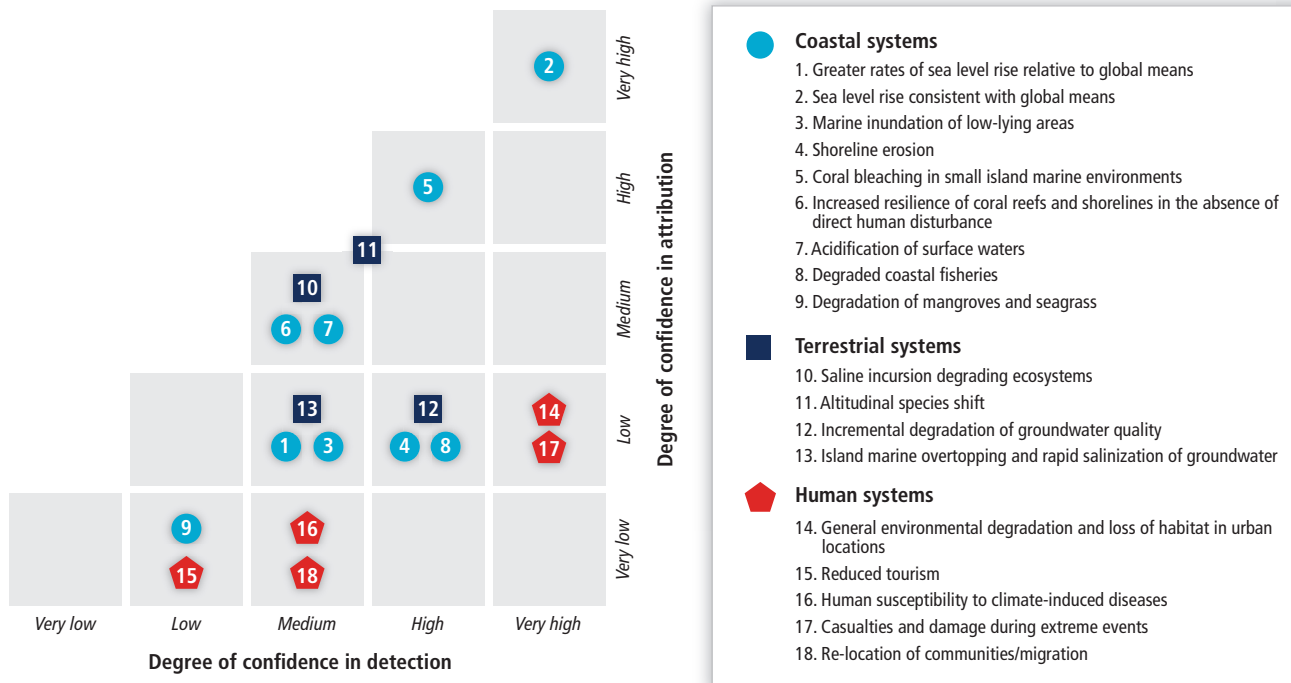 2
Very high
5
High
11
10
6 7
Medium
13 12 14
1 3 4 8 17
Low
9 16
15 18
Very low
Degree of confidence in attribution
Very low Low Medium High Very high
Degree of confidence in detection
Coastal systems
1. Greater rates of sea level rise relative to global means
2. Sea level rise consistent with global means
3. Marine inundation of low-lying areas
4. Shoreline erosion
5. Coral bleaching in small island marine environments
6. Increased resilience of coral reefs and shorelines in the absence of
direct human disturbance
7. Acidification of surface waters
8. Degraded coastal fisheries
9. Degradation of mangroves and seagrass
Terrestrial systems
10. Saline incursion degrading ecosystems
11. Altitudinal species shift
12. Incremental degradation of groundwater quality
13. Island marine overtopping and rapid salinization of groundwater
Human systems
14. General environmental degradation and loss of habitat in urban
locations
15. Reduced tourism
16. Human susceptibility to climate-induced diseases
17. Casualties and damage during extreme events
18. Re-location of communities/migration